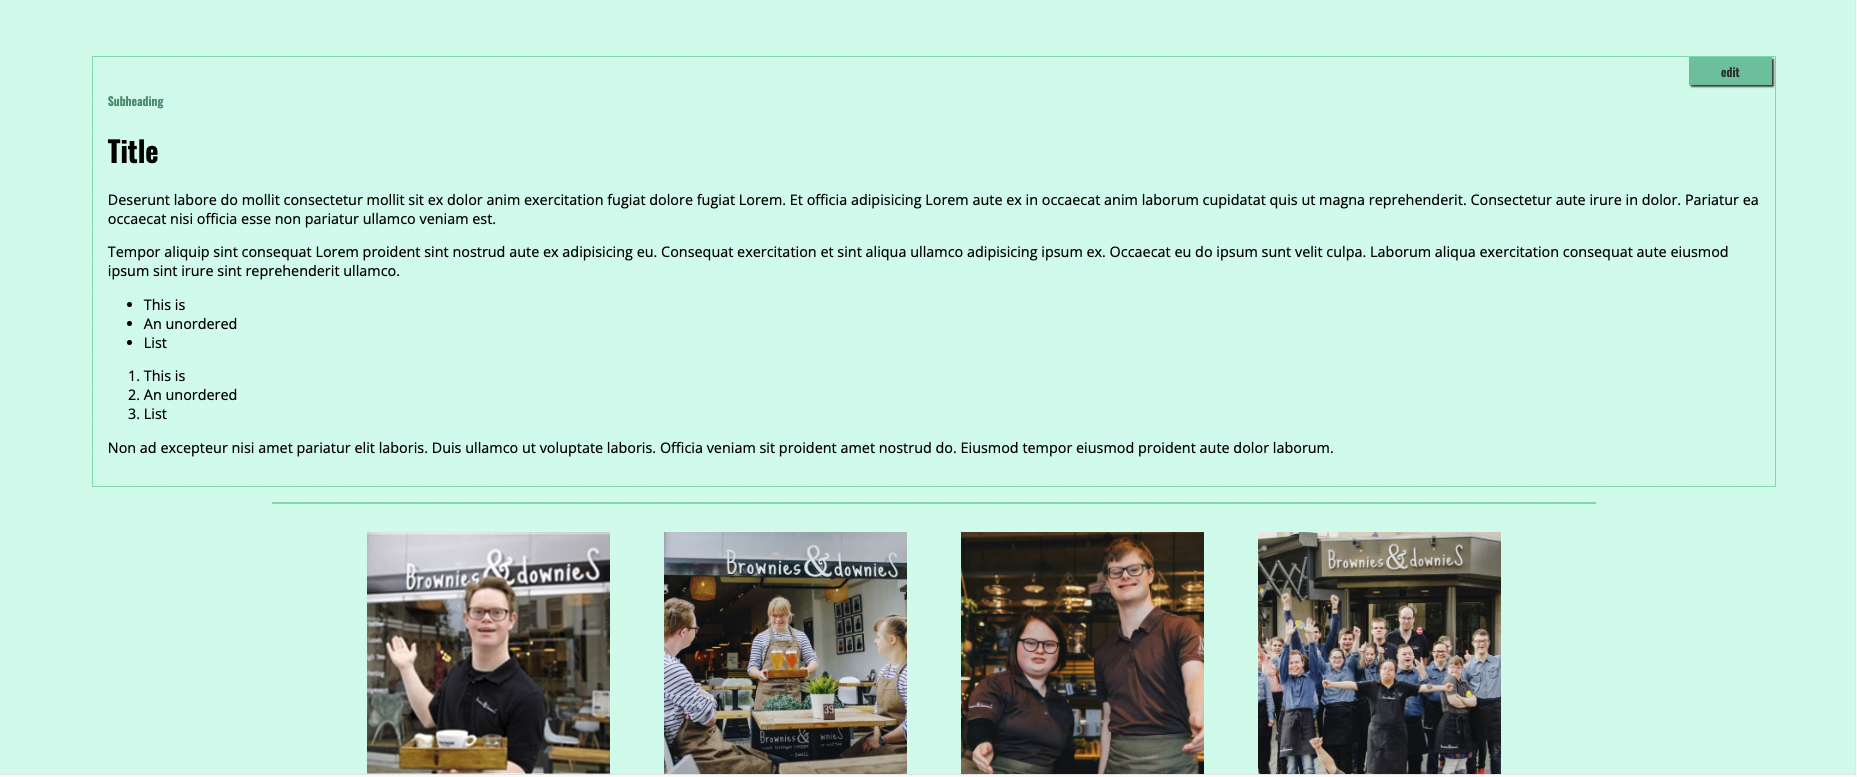 edit
Subheading
Title
Deserunt labore do mollit consectetur mollit sit ex dolor anim exercitation fugiat dolore fugiat Lorem. Et officia adipisicing Lorem aute ex in occaecat anim laborum cupidatat quis ut magna reprehenderit. Consectetur aute irure in dolor. Pariatur ea
occaecat nisi officia esse non pariatur ullamco veniam est.
Tempor aliquip sint consequat Lorem proident sint nostrud aute ex adipisicing eu. Consequat exercitation et sint aliqua ullamco adipisicing ipsum ex. Occaecat eu do ipsum sunt velit culpa. Laborum aliqua exercitation consequat aute eiusmod
ipsum sint irure sint reprehenderit ullamco.
• This is
• An unordered
• List
1. This is
2. An unordered
3. List
Non ad excepteur nisi amet pariatur elit laboris. Duis ullamco ut voluptate laboris. Officia veniam sit proident amet nostrud do. Eiusmod tempor eiusmod proident aute dolor laborum.
Brownies&downieS
Brownies&downieS
39
Brownies&
wnieS
Brownies&downieS